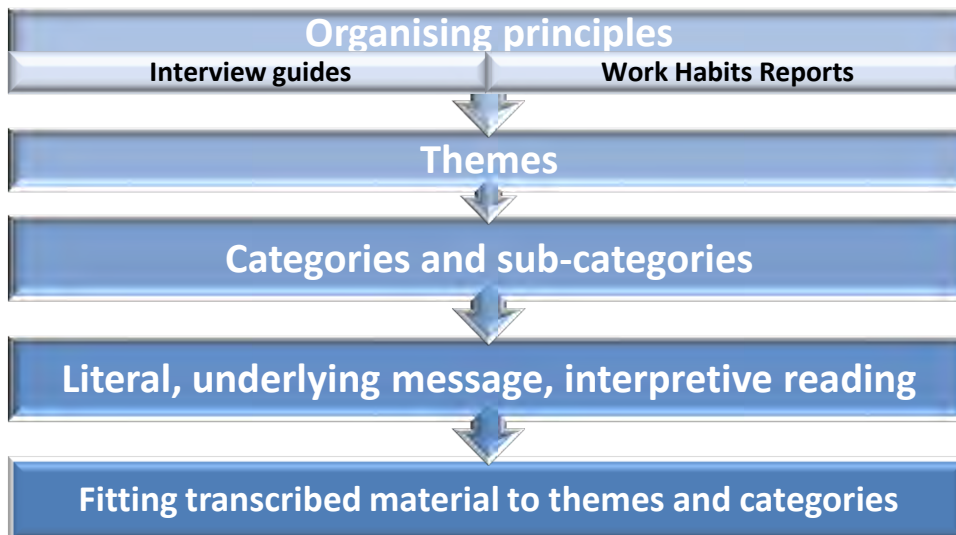 Organising principles
Interview guides
Work Habits Reports
Themes
Categories and sub-categories
Literal, underlying message, interpretive reading
Fitting transcribed material to themes and categories